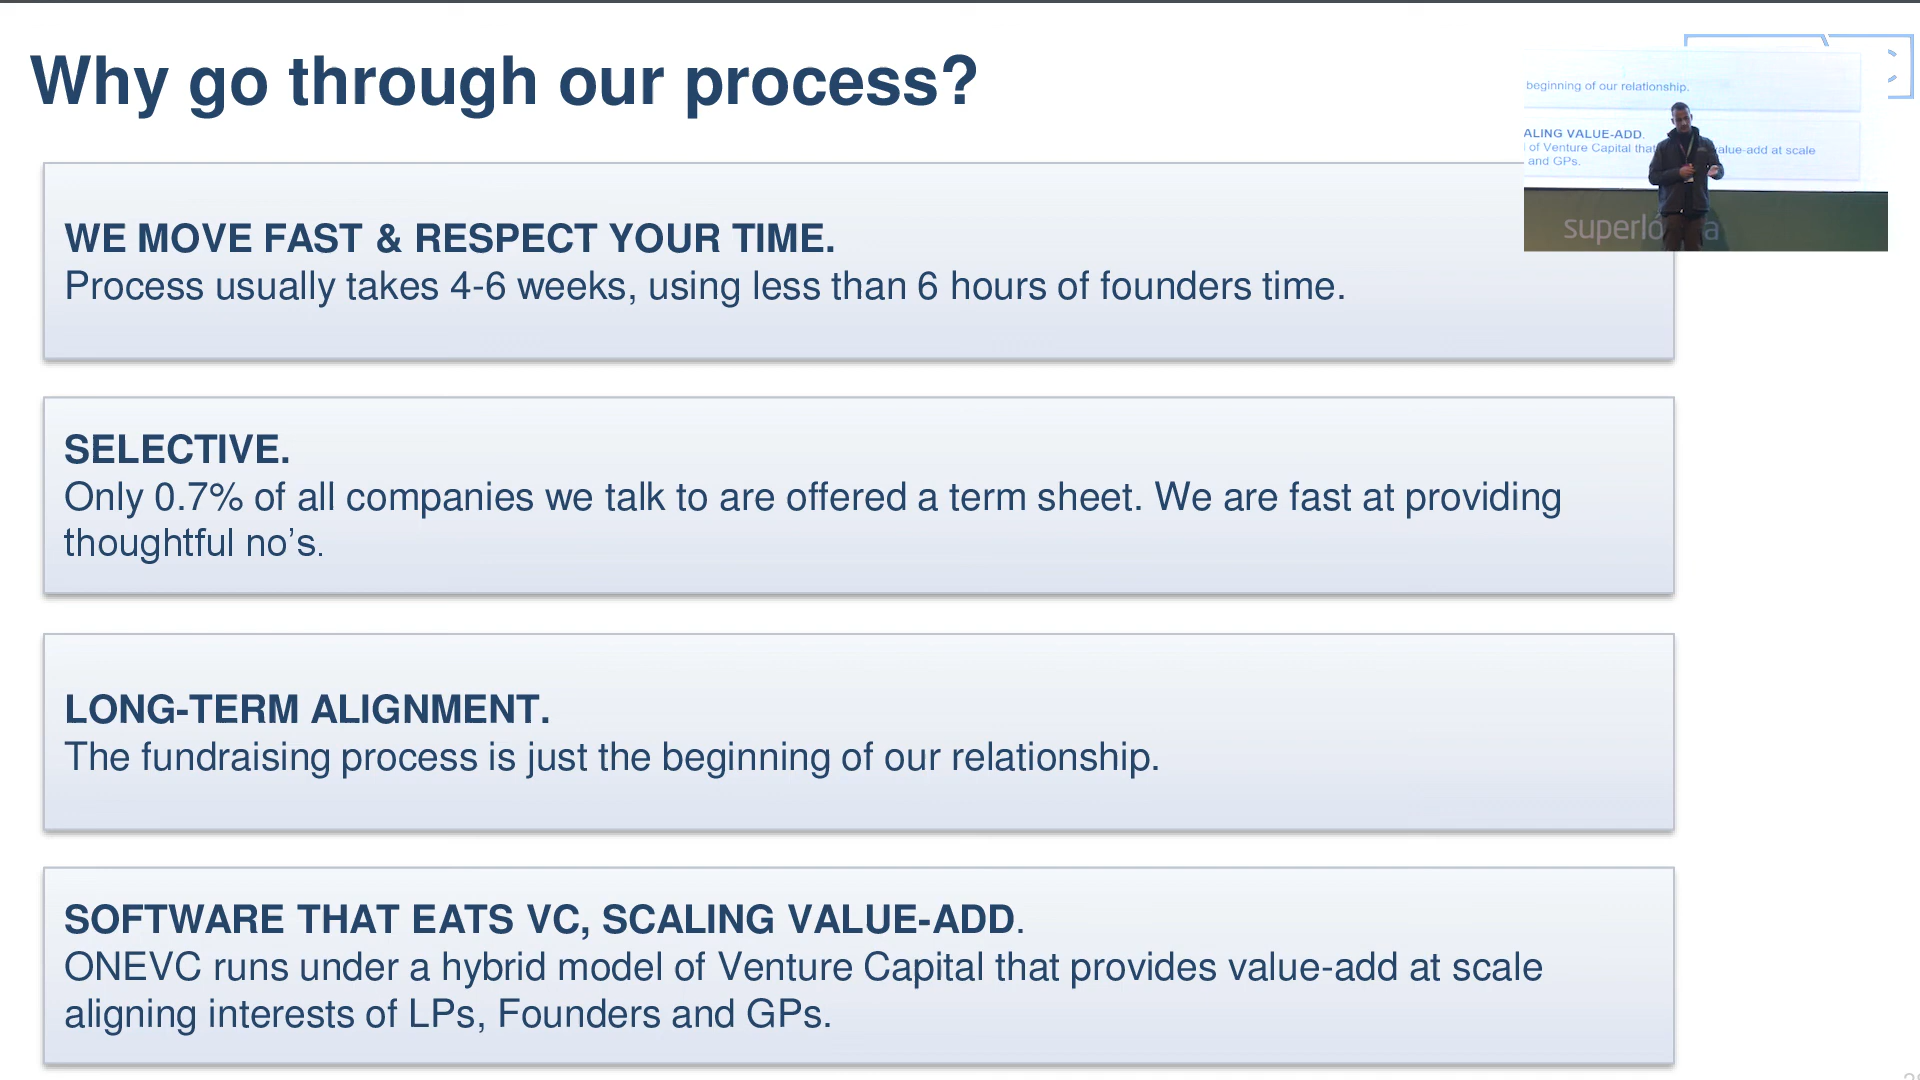 Why go through our process?
beginning of our relationship.
ALING VALUE-ADD.
of Venture Capital that value-add at scale
and GPs.
superló a
WE MOVE FAST & RESPECT YOUR TIME.
Process usually takes 4-6 weeks, using less than 6 hours of founders time.
SELECTIVE.
Only 0.7% of all companies we talk to are offered a term sheet. We are fast at providing
thoughtful no’s.
LONG-TERM ALIGNMENT.
The fundraising process is just the beginning of our relationship.
SOFTWARE THAT EATS VC, SCALING VALUE-ADD.
ONEVC runs under a hybrid model of Venture Capital that provides value-add at scale
aligning interests of LPs, Founders and GPs.